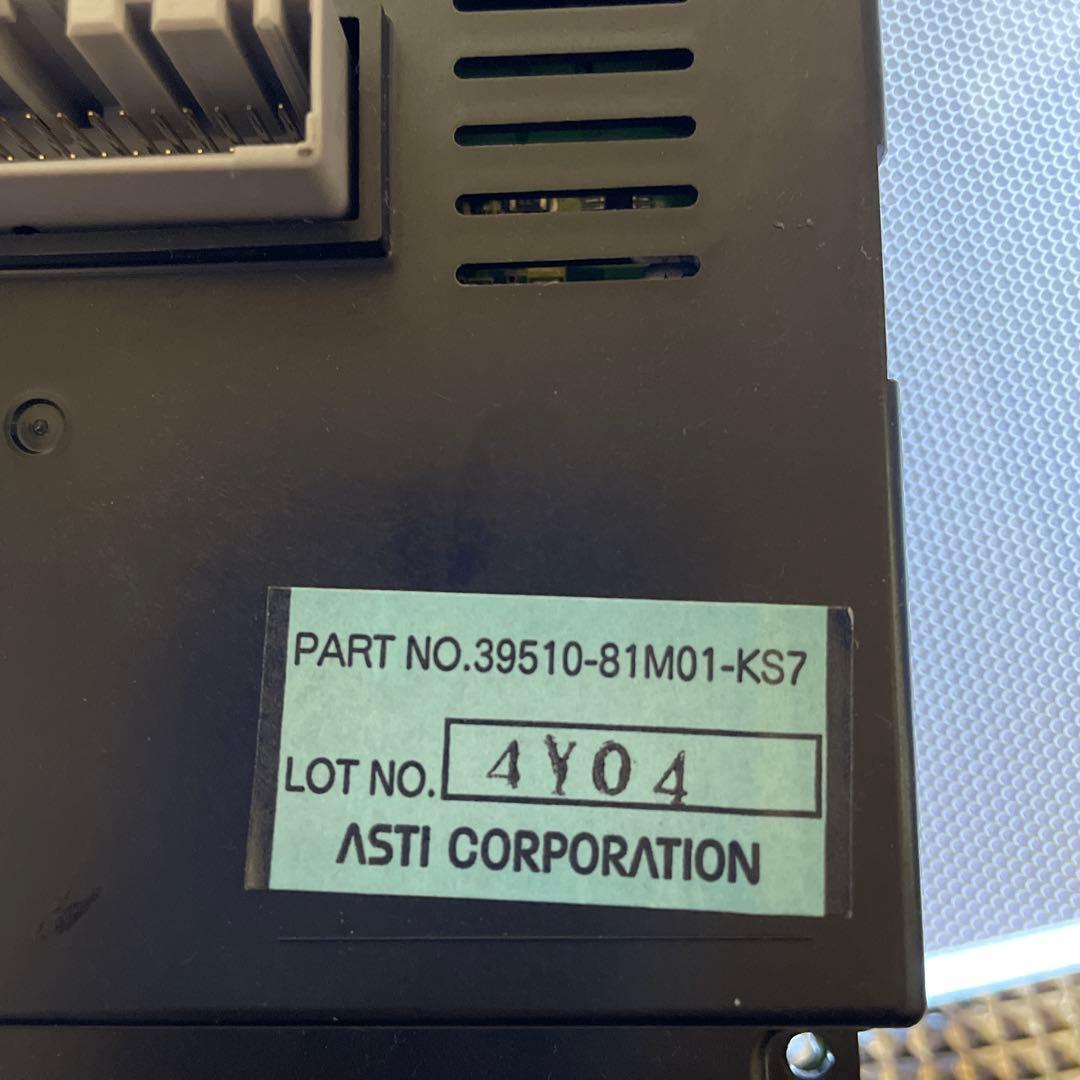 PART NO.39510-81M01-KS7
LOT NO. 4Y04
ASTI CORPORATION